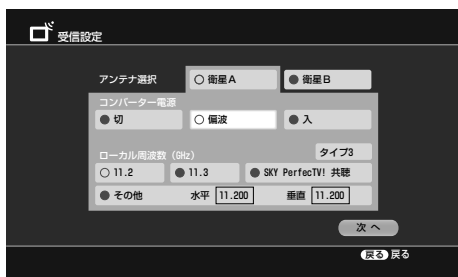 受信設定
アンテナ選択 ○ 衛星A ● 衛星B
コンバーター電源
● 切 ○ 偏波 ● 入
ローカル周波数（GHz） タイプ3
○ 11.2 ● 11.3 ● SKY PerfecTV! 共聴
● その他 水平 11.200 垂直 11.200
次 へ
戻る 戻る